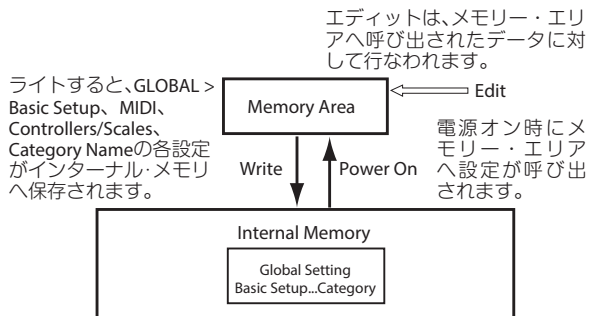 エディットは、メモリー・エリ
アへ呼び出されたデータに対
して行なわれます。
ライトすると、GLOBAL >
Basic Setup、 MIDI、
Controllers/Scales、
Category Nameの各設定
がインターナル・メモリ
へ保存されます。
Memory Area
Edit
電源オン時にメ
モリー・エリア
へ設定が呼び出
されます。
Write
Power On
Internal Memory
Global Setting
Basic Setup...Category